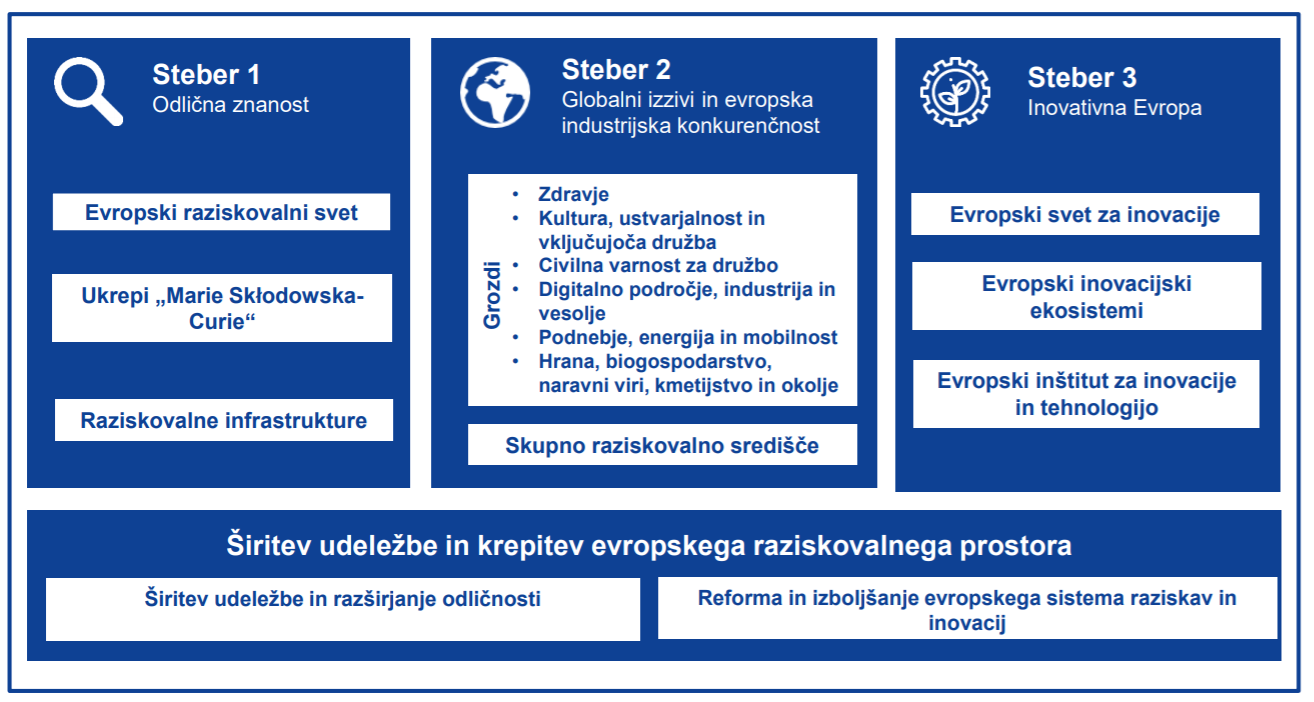 Steber 1
Odlična znanost
Evropski raziskovalni svet
Ukrepi „Marie Skłodowska-
Curie“
Raziskovalne infrastrukture
Steber 2
Globalni izzivi in evropska
industrijska konkurenčnost
Grozdi
• Zdravje
• Kultura, ustvarjalnost in
vključujoča družba
• Civilna varnost za družbo
• Digitalno področje, industrija in
vesolje
• Podnebje, energija in mobilnost
• Hrana, biogospodarstvo,
naravni viri, kmetijstvo in okolje
Skupno raziskovalno središče
Steber 3
Inovativna Evropa
Evropski svet za inovacije
Evropski inovacijski
ekosistemi
Evropski inštitut za inovacije
in tehnologijo
Širitev udeležbe in krepitev evropskega raziskovalnega prostora
Širitev udeležbe in razširjanje odličnosti
Reforma in izboljšanje evropskega sistema raziskav in
inovacij